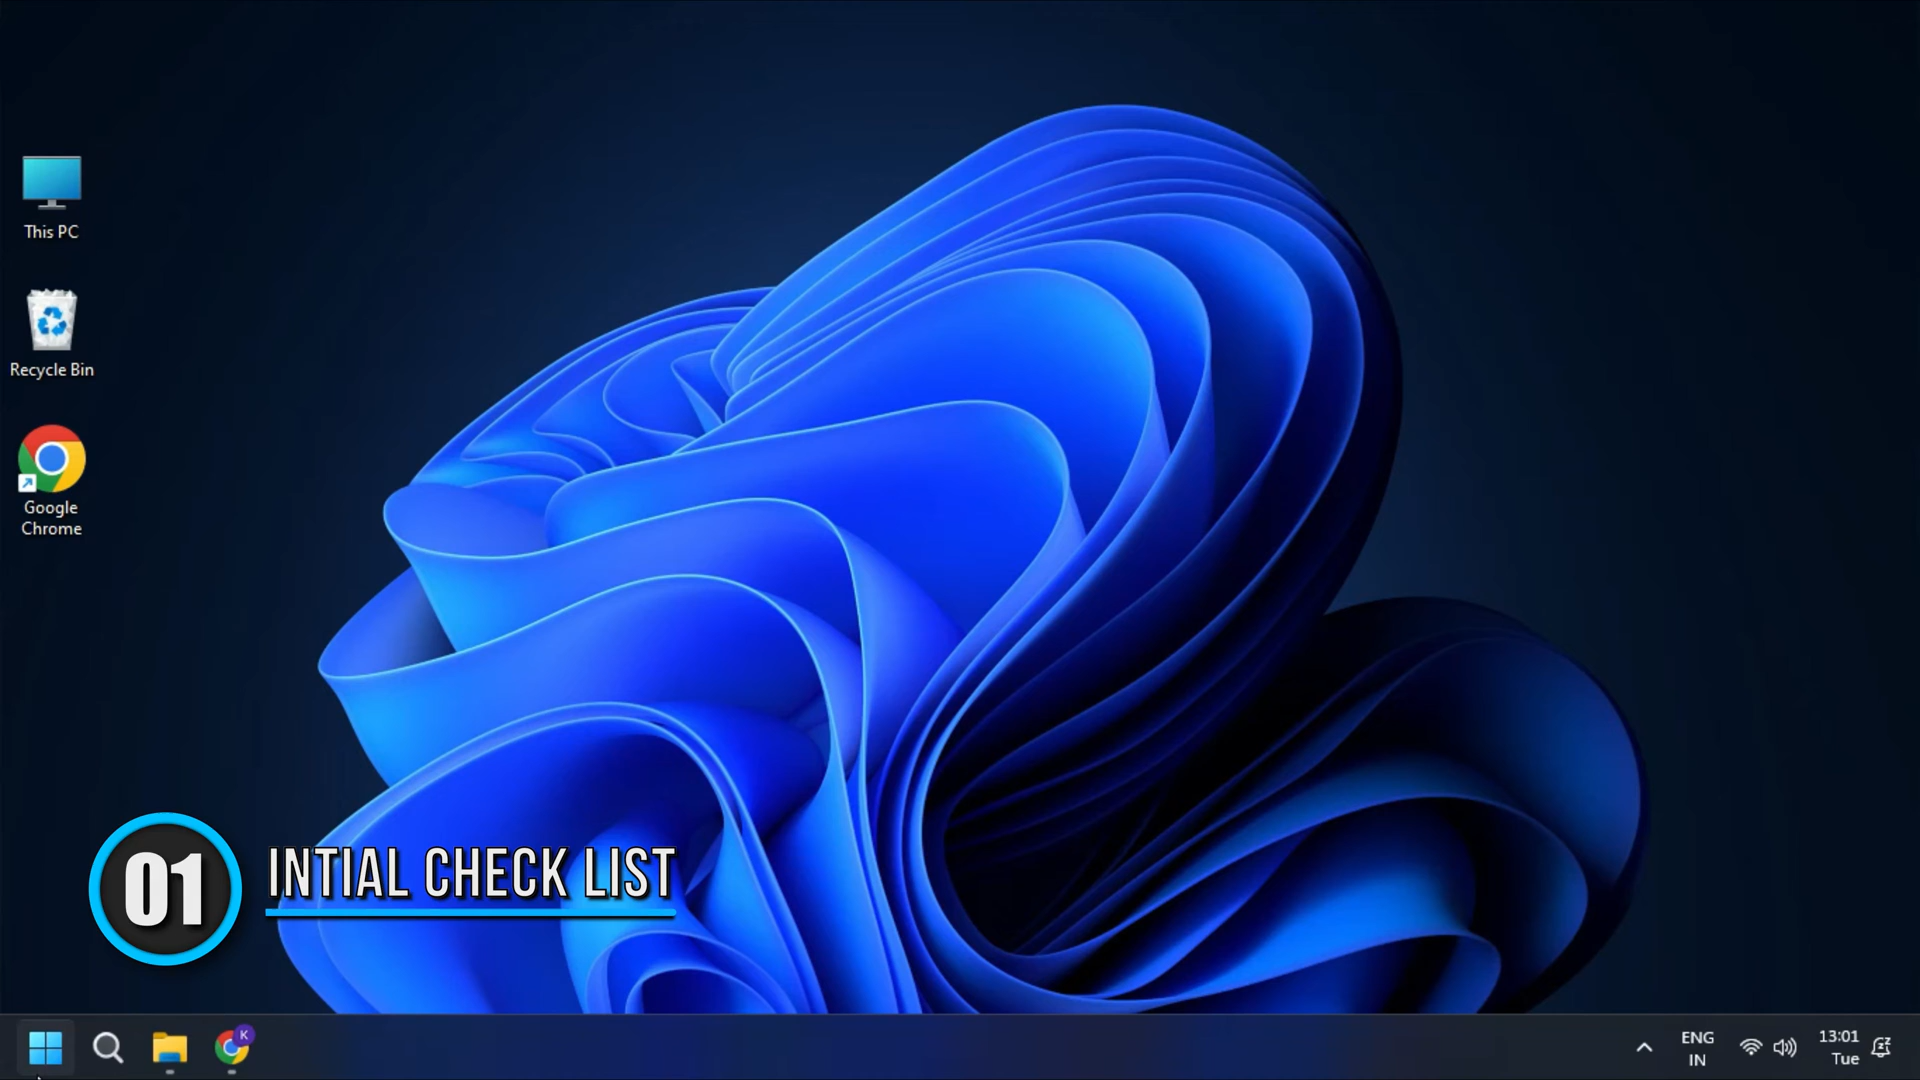 This PC
Recycle Bin
Google
Chrome
01
INTIAL CHECK LIST
K
ENG
IN
13:01
Tue